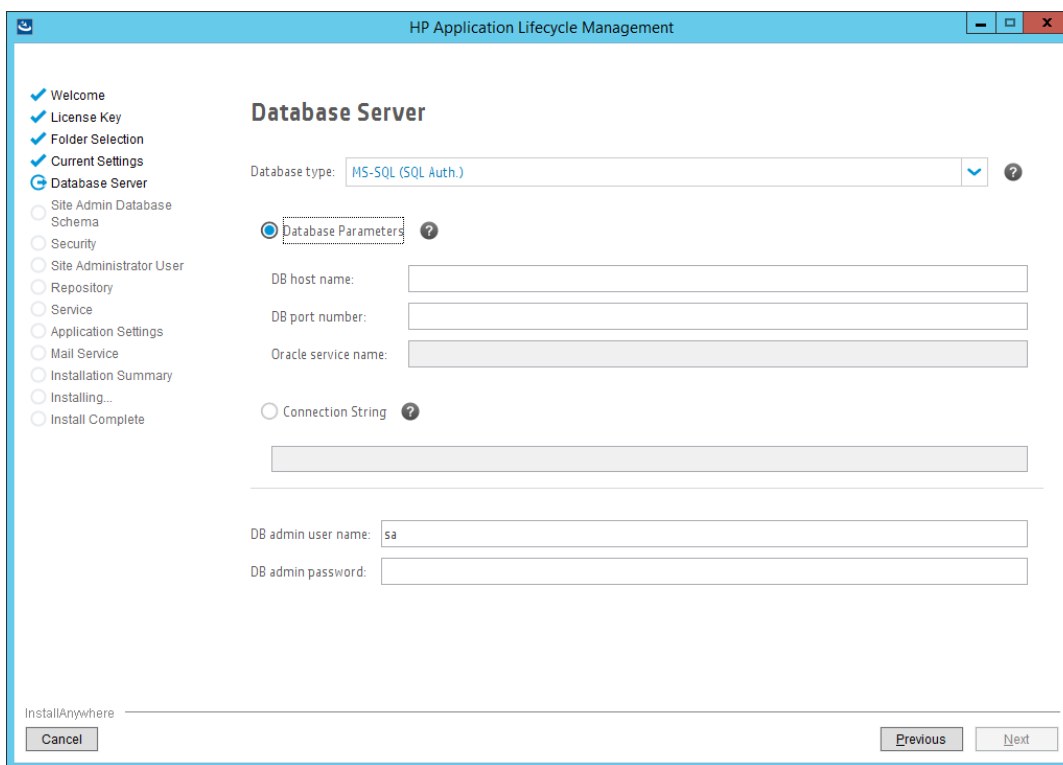 HP Application Lifecycle Management
Welcome
License Key
Folder Selection
Current Settings
Database Server
Site Admin Database
Schema
Security
Site Administrator User
Repository
Service
Application Settings
Mail Service
Installation Summary
Installing...
Install Complete
Database Server
Database type: MS-SQL (SQL Auth.)
Database Parameters
DB host name:
DB port number:
Oracle service name:
Connection String
DB admin user name: sa
DB admin password:
InstallAnywhere
Cancel
Previous
Next